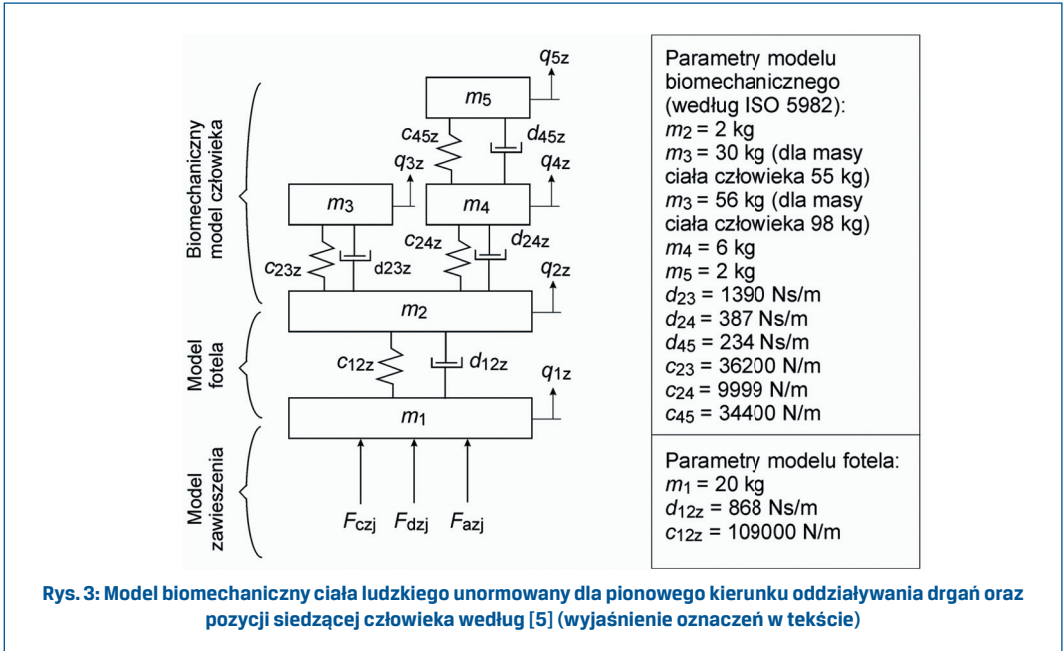 Biomechaniczny
model człowieka
Model
fotela
Model
zawieszenia
q5z
m5
c45z
d45z
q3z
q4z
m3
m4
c23z
d23z
c24z
d24z
q2z
m2
c12z
d12z
q1z
m1
Fczj
Fdzj
Fazj
Parametry modelu
biomechanicznego
(według ISO 5982):
m2 = 2 kg
m3 = 30 kg (dla masy
ciała człowieka 55 kg)
m3 = 56 kg (dla masy
ciała człowieka 98 kg)
m4 = 6 kg
m5 = 2 kg
d23 = 1390 Ns/m
d24 = 387 Ns/m
d45 = 234 Ns/m
c23 = 36200 N/m
c24 = 9999 N/m
c45 = 34400 N/m
Parametry modelu fotela:
m1 = 20 kg
d12z = 868 Ns/m
c12z = 109000 N/m
Rys. 3: Model biomechaniczny ciała ludzkiego unormowany dla pionowego kierunku oddziaływania drgań oraz
pozycji siedzącej człowieka według [5] (wyjaśnienie oznaczeń w tekście)